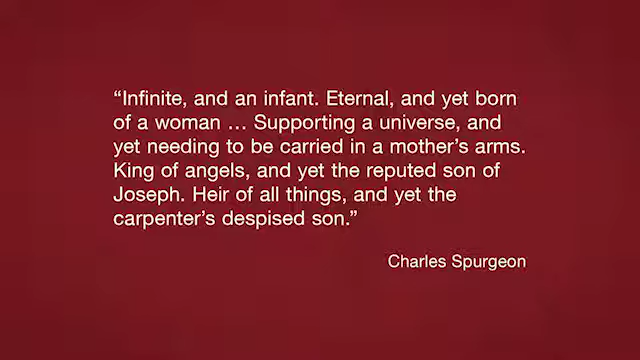 “Infinite, and an infant. Eternal, and yet born
of a woman … Supporting a universe, and
yet needing to be carried in a mother’s arms.
King of angels, and yet the reputed son of
Joseph. Heir of all things, and yet the
carpenter’s despised son.”
Charles Spurgeon